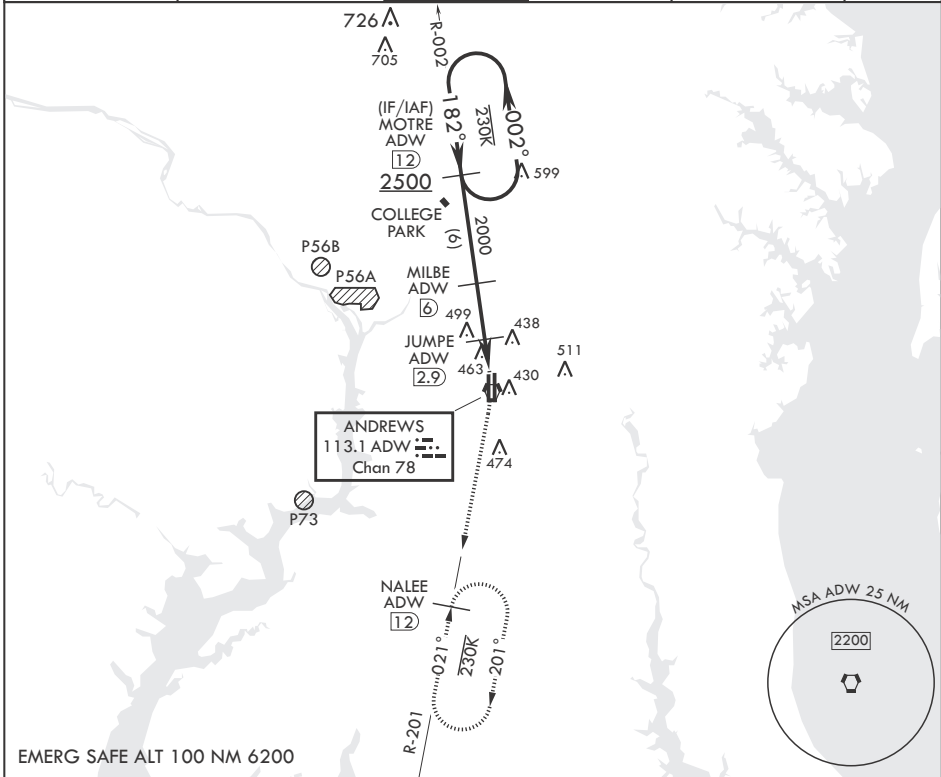 726
705
R-002
(IF/IAF)
MOTRE
ADW
12
2500
182°
230K
002°
599
COLLEGE
PARK
2000
(6)
P56B
P56A
MILBE
ADW
6
499
438
JUMPE
ADW
2.9
463
430
511
ANDREWS
113.1 ADW
Chan 78
474
P73
NALEE
ADW
12
021°
230K
201°
R-201
MSA ADW 25 NM
2200
EMERG SAFE ALT 100 NM 6200